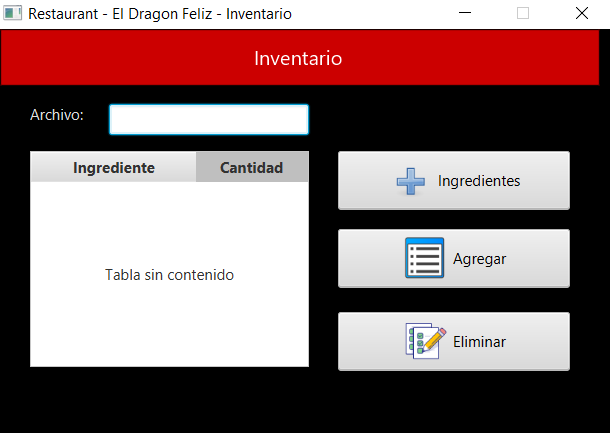 Restaurant - El Dragon Feliz - Inventario
Inventario
Archivo:
Ingrediente Cantidad
Tabla sin contenido
Ingredientes
Agregar
Eliminar